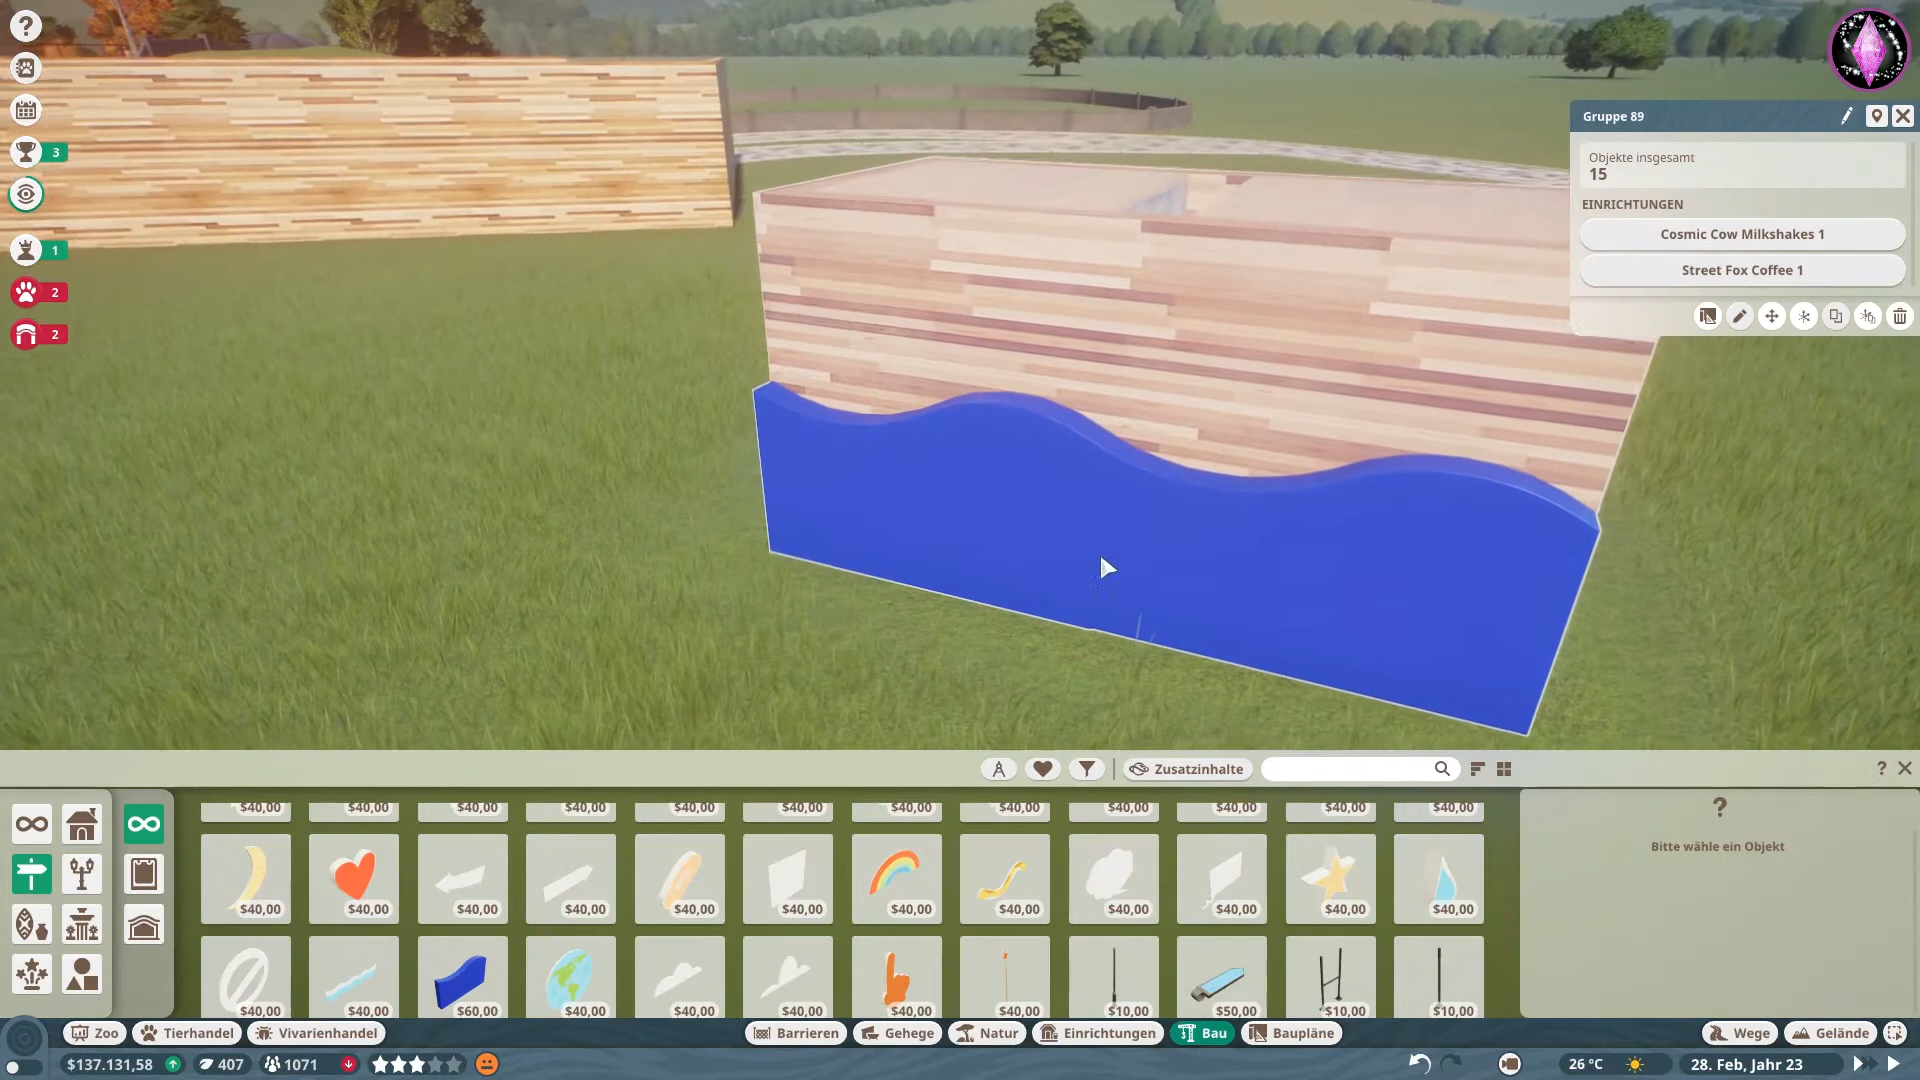 ?
3
1
2
2
Gruppe 89
Objekte insgesamt
15
EINRICHTUNGEN
Cosmic Cow Milkshakes 1
Street Fox Coffee 1
Zusatzinhalte
?
$40,00 $40,00 $40,00 $40,00 $40,00 $40,00 $40,00 $40,00 $40,00 $40,00 $40,00 $40,00
$40,00 $40,00 $40,00 $40,00 $40,00 $40,00 $40,00 $40,00 $40,00 $40,00 $40,00 $40,00
$40,00 $40,00 $60,00 $40,00 $40,00 $40,00 $40,00 $40,00 $10,00 $50,00 $10,00 $10,00
?
Bitte wähle ein Objekt
Zoo Tierhandel Vivarienhandel Barrieren Gehege Natur Einrichtungen Bau Baupläne Wege Gelände
$137.131,58 407 1071 26 °C 28. Feb, Jahr 23